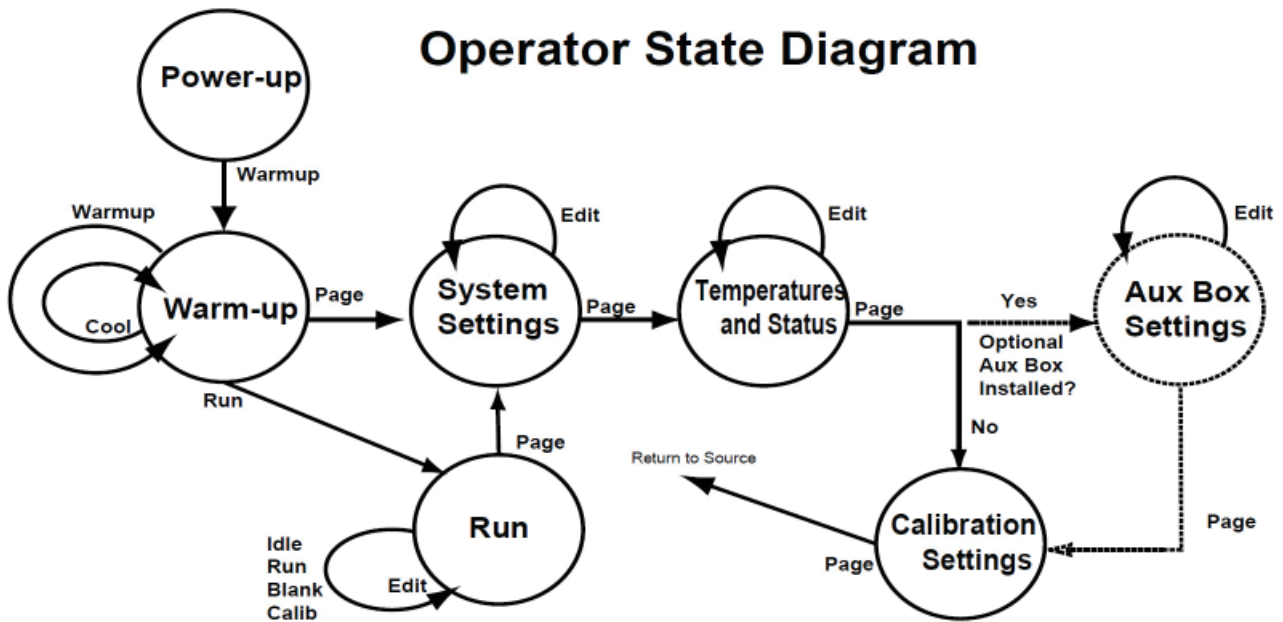 Operator State Diagram
Power-up
Warmup
Warmup
Cool
Warm-up
Page
Run
Edit
System
Settings
Page
Edit
Temperatures
and Status
Page
Yes
Optional
Aux Box
Installed?
No
Edit
Aux Box
Settings
Page
Page
Run
Idle
Run
Blank
Calib
Edit
Return to Source
Calibration
Settings
Page